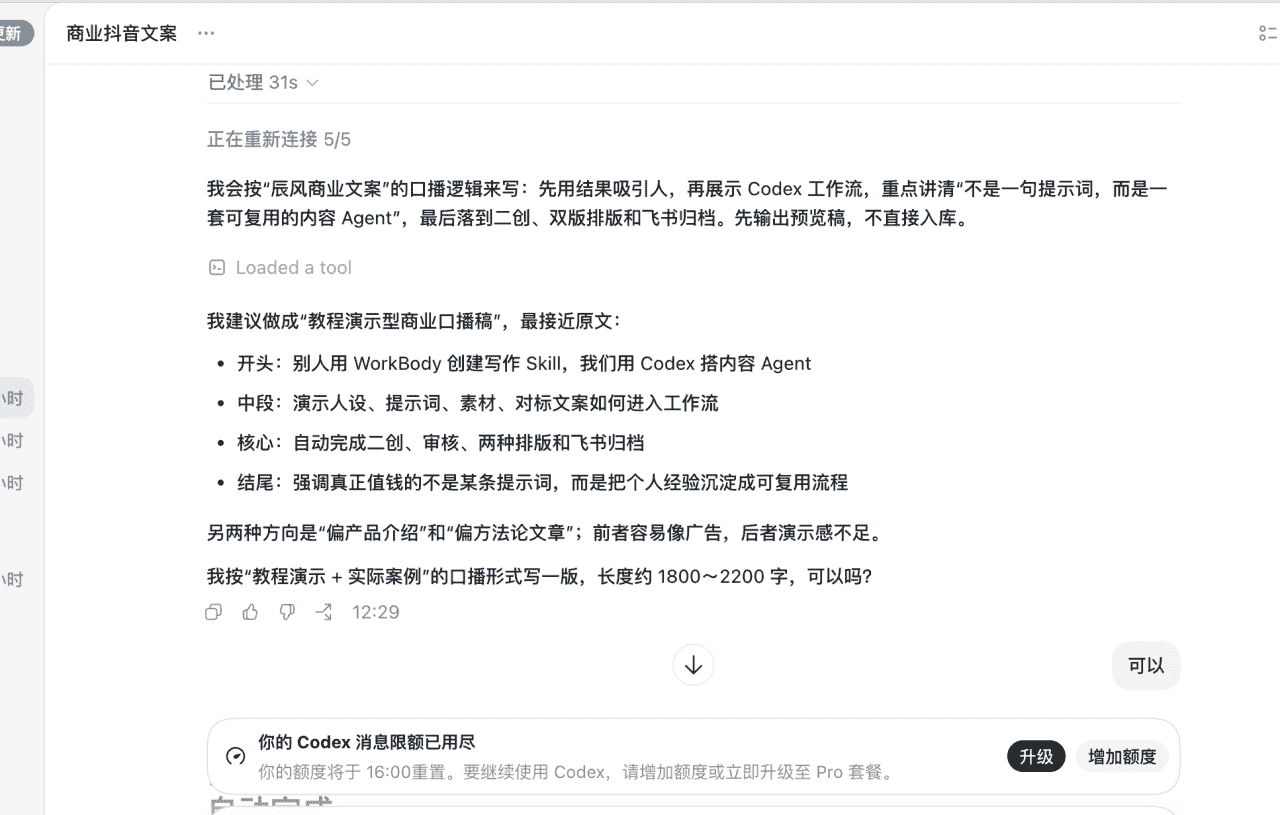 更新
商业抖音文案
已处理 31s
正在重新连接 5/5
我会按“辰风商业文案”的口播逻辑来写：先用结果吸引人，再展示 Codex 工作流，重点讲清“不是一句提示词，而是一
套可复用的内容 Agent”，最后落到二创、双版排版和飞书归档。先输出预览稿，不直接入库。
Loaded a tool
我建议做成“教程演示型商业口播稿”，最接近原文：
• 开头：别人用 WorkBody 创建写作 Skill，我们用 Codex 搭内容 Agent
• 中段：演示人设、提示词、素材、对标文案如何进入工作流
小时
• 核心：自动完成二创、审核、两种排版和飞书归档
小时
• 结尾：强调真正值钱的不是某条提示词，而是把个人经验沉淀成可复用流程
小时
另两种方向是“偏产品介绍”和“偏方法论文章”；前者容易像广告，后者演示感不足。
我按“教程演示 + 实际案例”的口播形式写一版，长度约 1800～2200 字，可以吗？
小时
12:29
可以
你的 Codex 消息限额已用尽
你的额度将于 16:00重置。要继续使用 Codex，请增加额度或立即升级至 Pro 套餐。
升级
增加额度